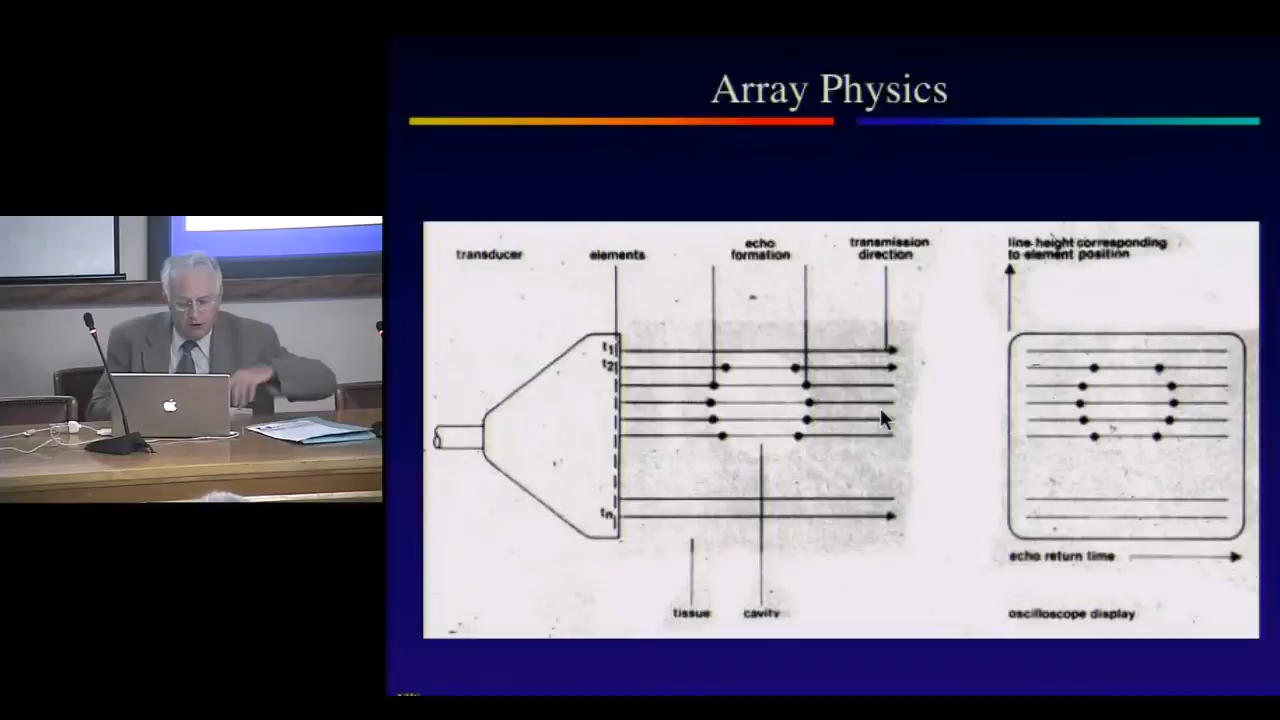 Array Physics
transducer
elements
echo
formation
transmission
direction
line height corresponding
to element position
t1
t2
tn
tissue
cavity
echo return time
oscilloscope display